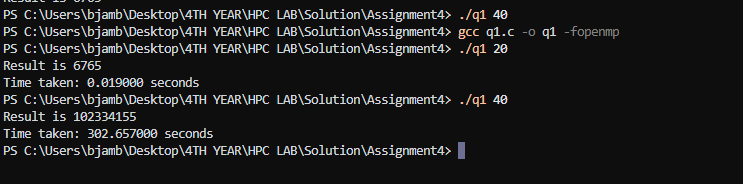 Result is 6765
PS C:\Users\bjamb\Desktop\4TH YEAR\HPC LAB\Solution\Assignment4> ./q1 40
PS C:\Users\bjamb\Desktop\4TH YEAR\HPC LAB\Solution\Assignment4> gcc q1.c -o q1 -fopenmp
PS C:\Users\bjamb\Desktop\4TH YEAR\HPC LAB\Solution\Assignment4> ./q1 20
Result is 6765
Time taken: 0.019000 seconds
PS C:\Users\bjamb\Desktop\4TH YEAR\HPC LAB\Solution\Assignment4> ./q1 40
Result is 102334155
Time taken: 302.657000 seconds
PS C:\Users\bjamb\Desktop\4TH YEAR\HPC LAB\Solution\Assignment4>